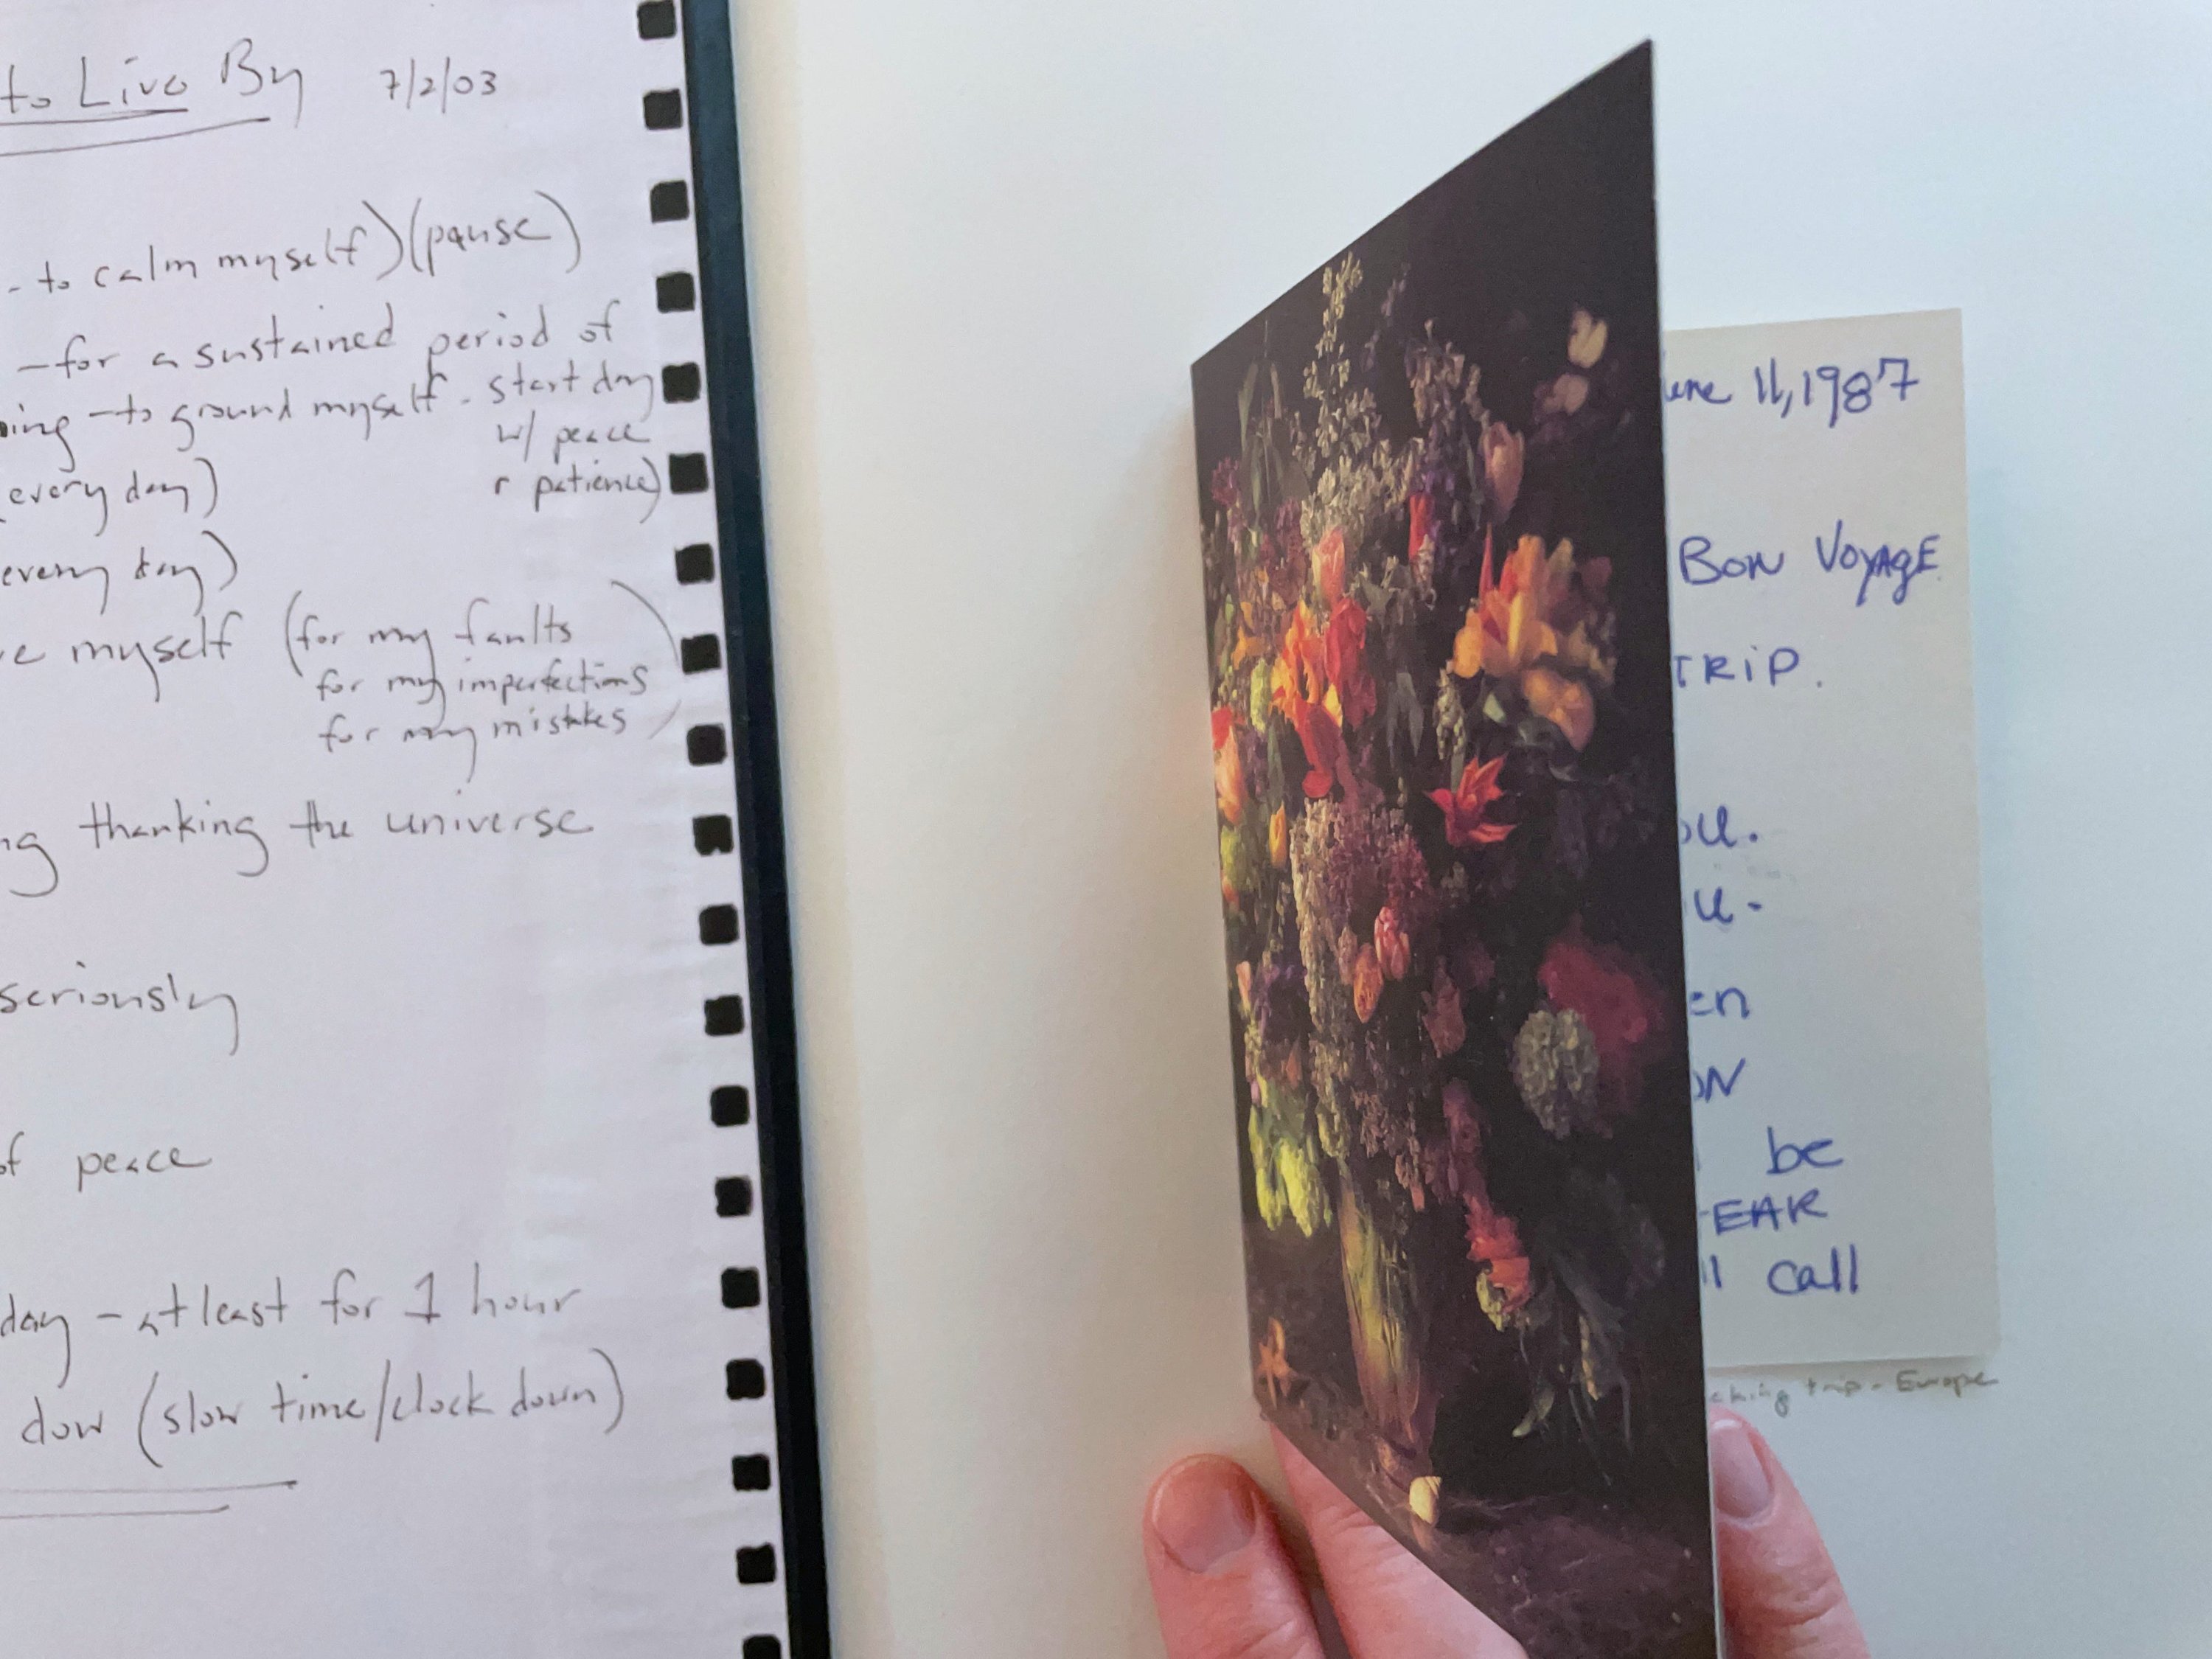 to Live By 7/2/03
- to calm myself) (pause)
- for a sustained period of
ing - to ground myself - start day
w/ peace
r patience)
(every day)
every day)
e myself (for my faults
for my imperfections
for my mistakes
ng thanking the universe
seriously
of peace
day - at least for 1 hour
dow (slow time/clock down)
une 11, 1987
BON VOYAGE
TRIP.
ou.
u-
en
ON
be
EAR
ll call
cking trip - Europe